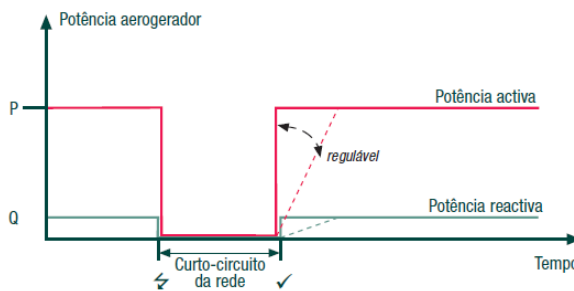 Potência aerogerador
P
Potência activa
regulável
Q
Potência reactiva
Curto-circuito
da rede
Tempo